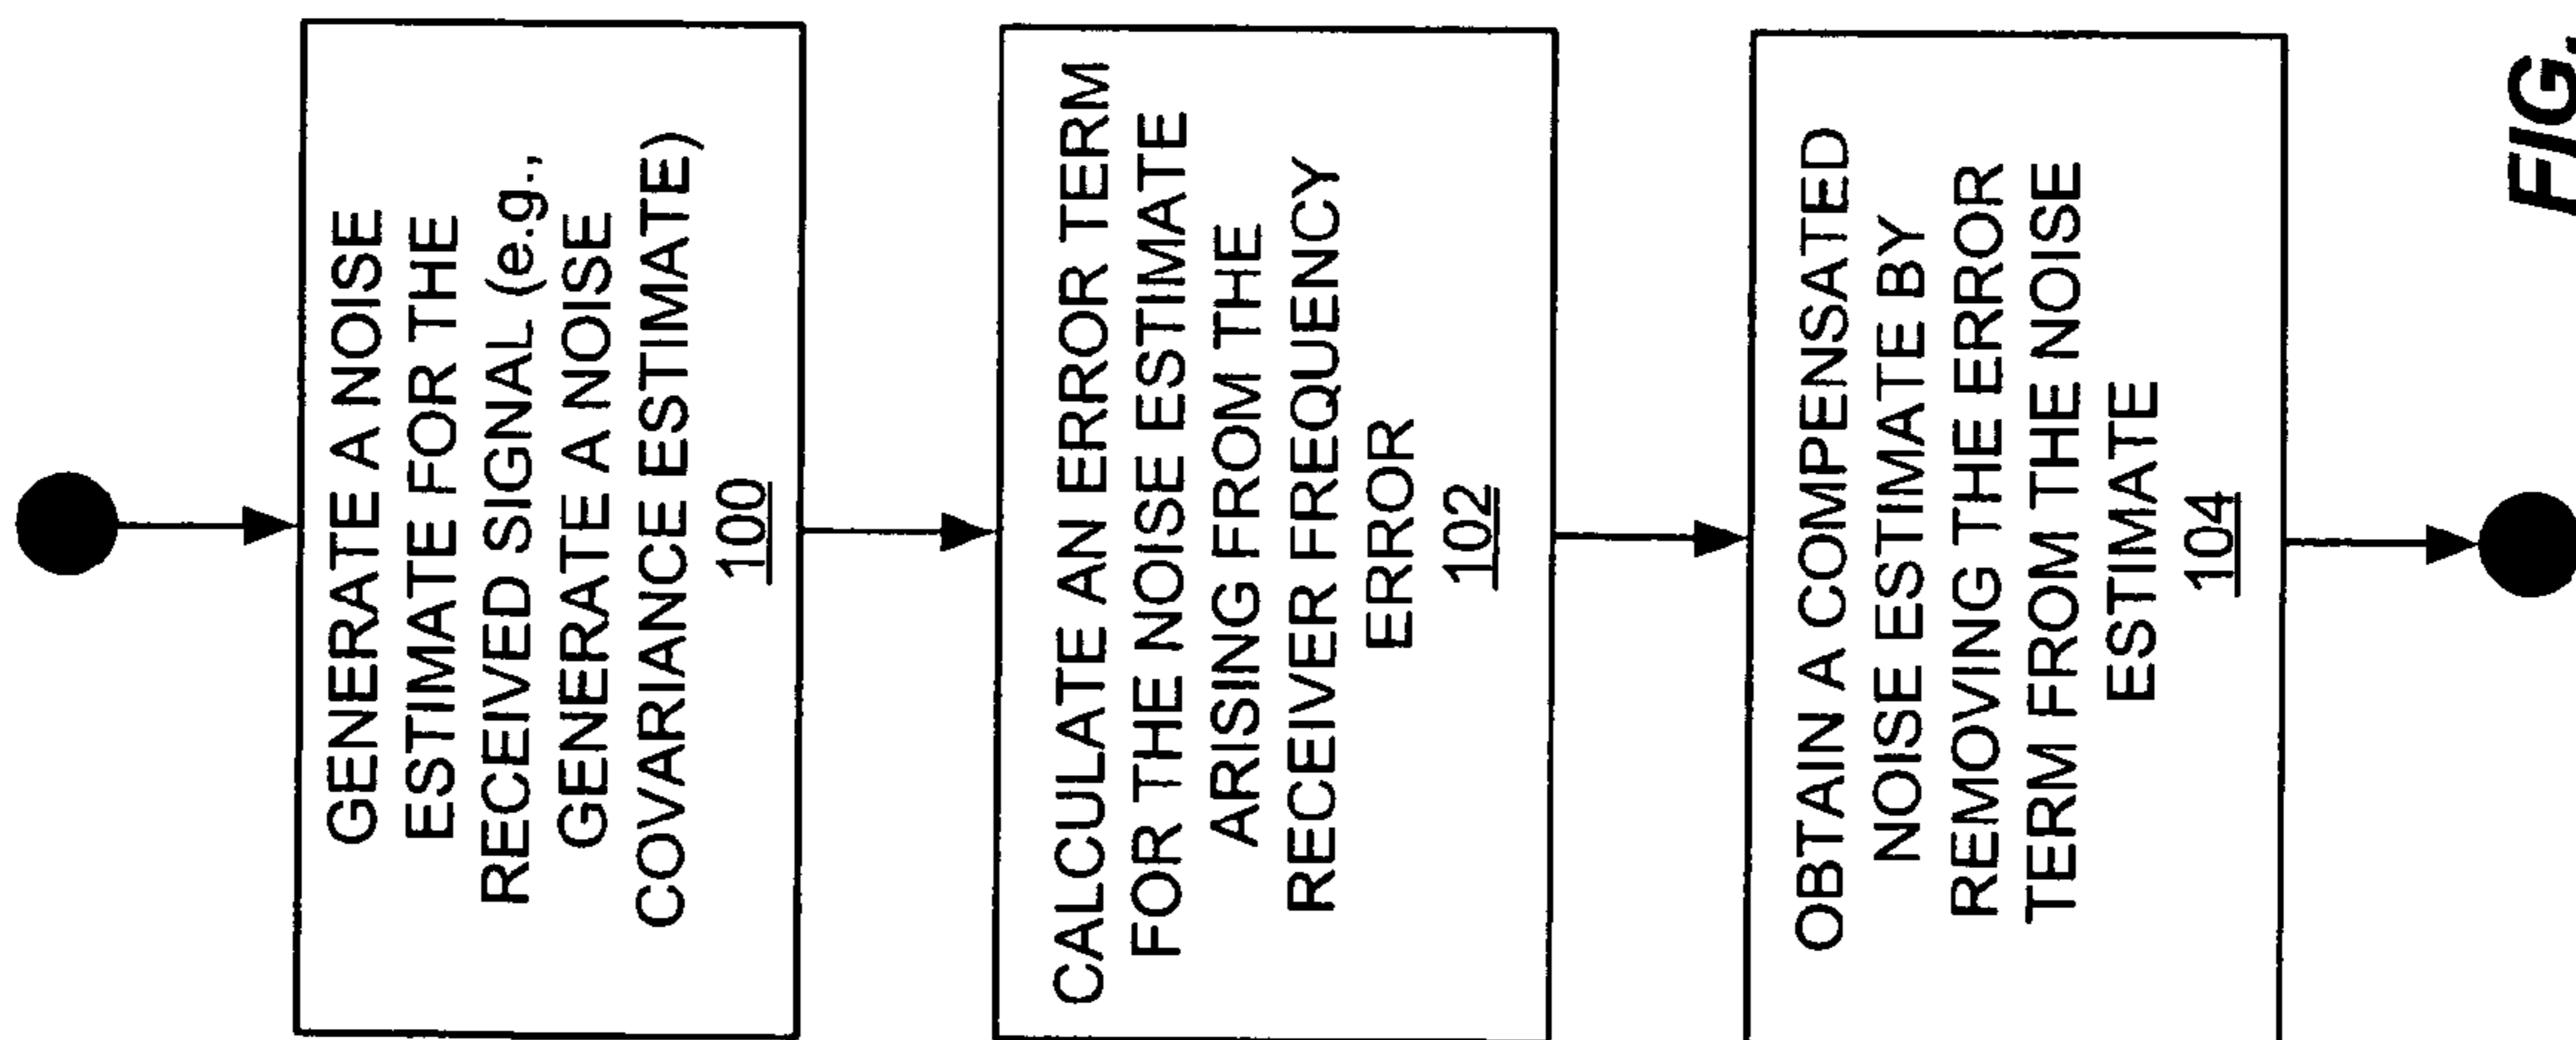 GENERATE A NOISE
ESTIMATE FOR THE
RECEIVED SIGNAL (e.g.,
GENERATE A NOISE
COVARIANCE ESTIMATE)
100
CALCULATE AN ERROR TERM
FOR THE NOISE ESTIMATE
ARISING FROM THE
RECEIVER FREQUENCY
ERROR
102
OBTAIN A COMPENSATED
NOISE ESTIMATE BY
REMOVING THE ERROR
TERM FROM THE NOISE
ESTIMATE
104
FIG.